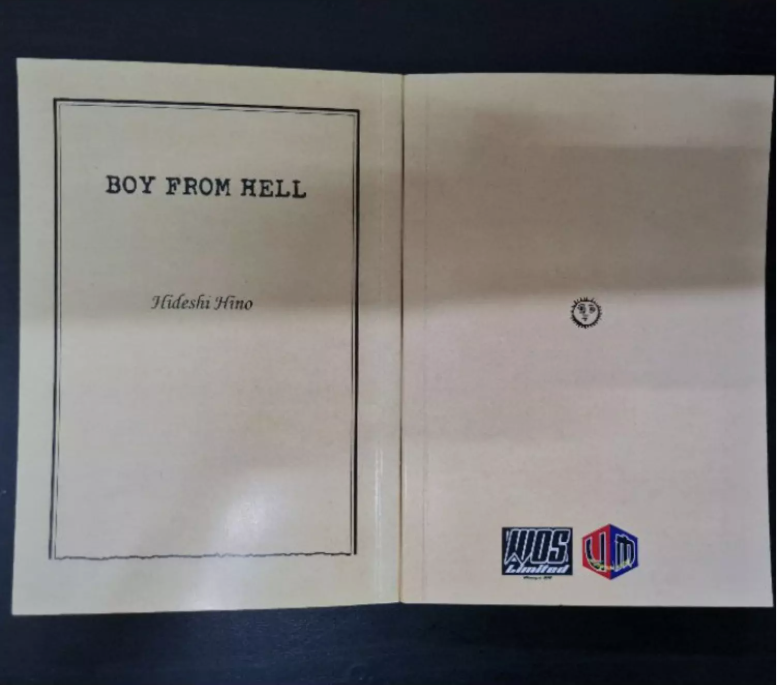 BOY FROM HELL
Hideshi Hino
WOS
Limited